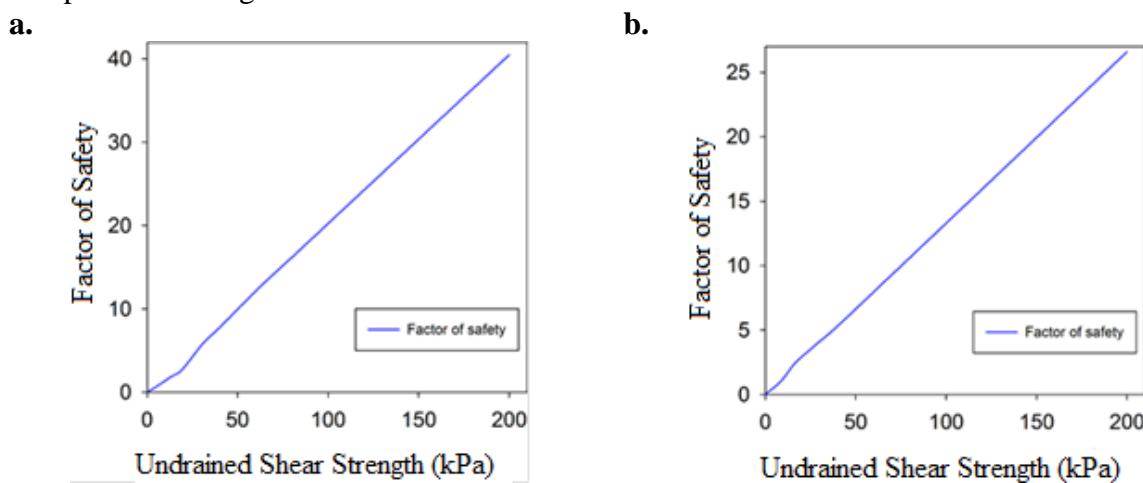 a.
b.
40
30
20
10
0
Factor of Safety
Factor of safety
0 50 100 150 200
Undrained Shear Strength (kPa)
25
20
15
10
5
0
Factor of Safety
Factor of safety
0 50 100 150 200
Undrained Shear Strength (kPa)